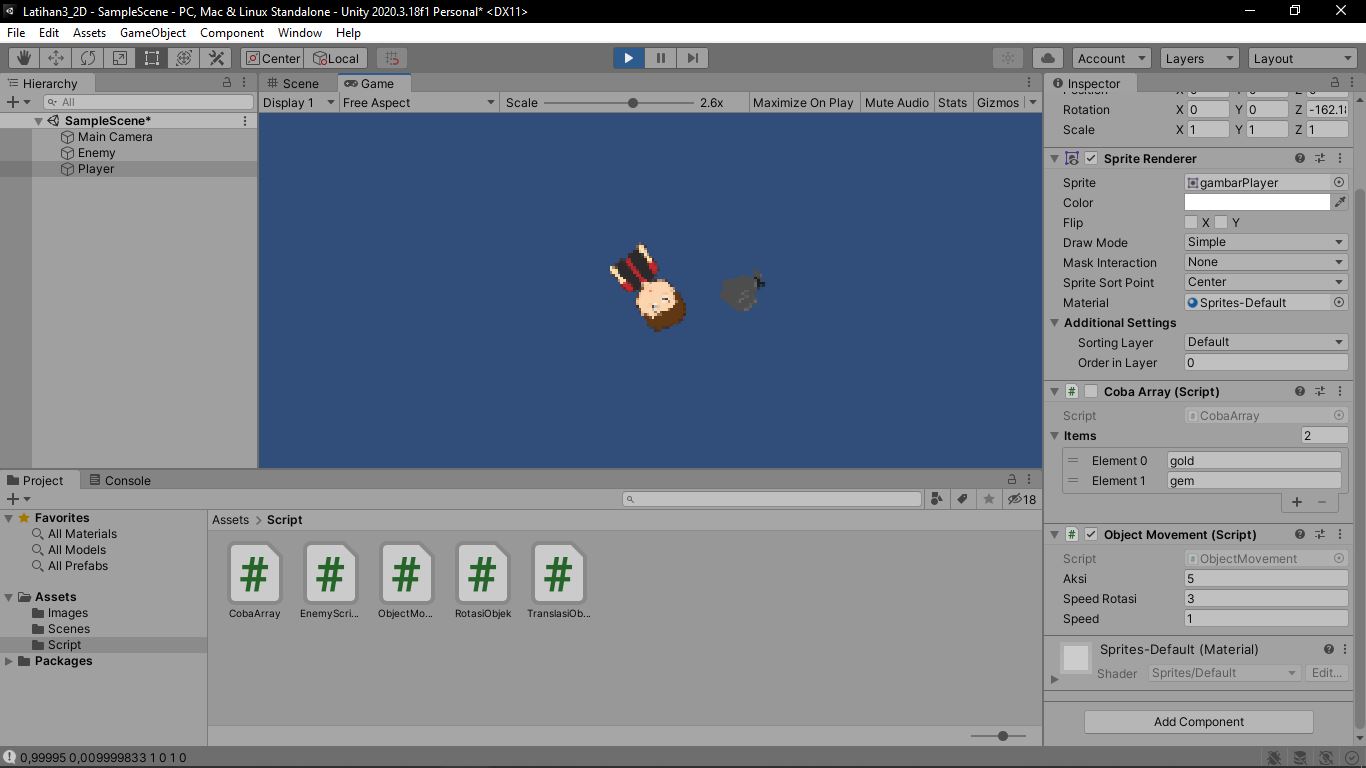 Latihan3_2D - SampleScene - PC, Mac & Linux Standalone - Unity 2020.3.18f1 Personal* <DX11>
File Edit Assets GameObject Component Window Help
Center Local Account Layers Layout
Hierarchy
All
SampleScene*
Main Camera
Enemy
Player
Scene Game
Display 1 Free Aspect Scale 2.6x Maximize On Play Mute Audio Stats Gizmos
Inspector
Rotation X 0 Y 0 Z -162.18
Scale X 1 Y 1 Z 1
Sprite Renderer
Sprite gambarPlayer
Color
Flip X Y
Draw Mode Simple
Mask Interaction None
Sprite Sort Point Center
Material Sprites-Default
Additional Settings
Sorting Layer Default
Order in Layer 0
# Coba Array (Script)
Script CobaArray
Items 2
Element 0 gold
Element 1 gem
# Object Movement (Script)
Script ObjectMovement
Aksi 5
Speed Rotasi 3
Speed 1
Sprites-Default (Material)
Shader Sprites/Default Edit...
Add Component
Project Console
18
Favorites
All Materials
All Models
All Prefabs
Assets
Images
Scenes
Script
Packages
Assets > Script
# # # # #
CobaArray EnemyScri... ObjectMo... RotasiObjek TranslasiOb...
0,99995 0,009999833 1 0 1 0